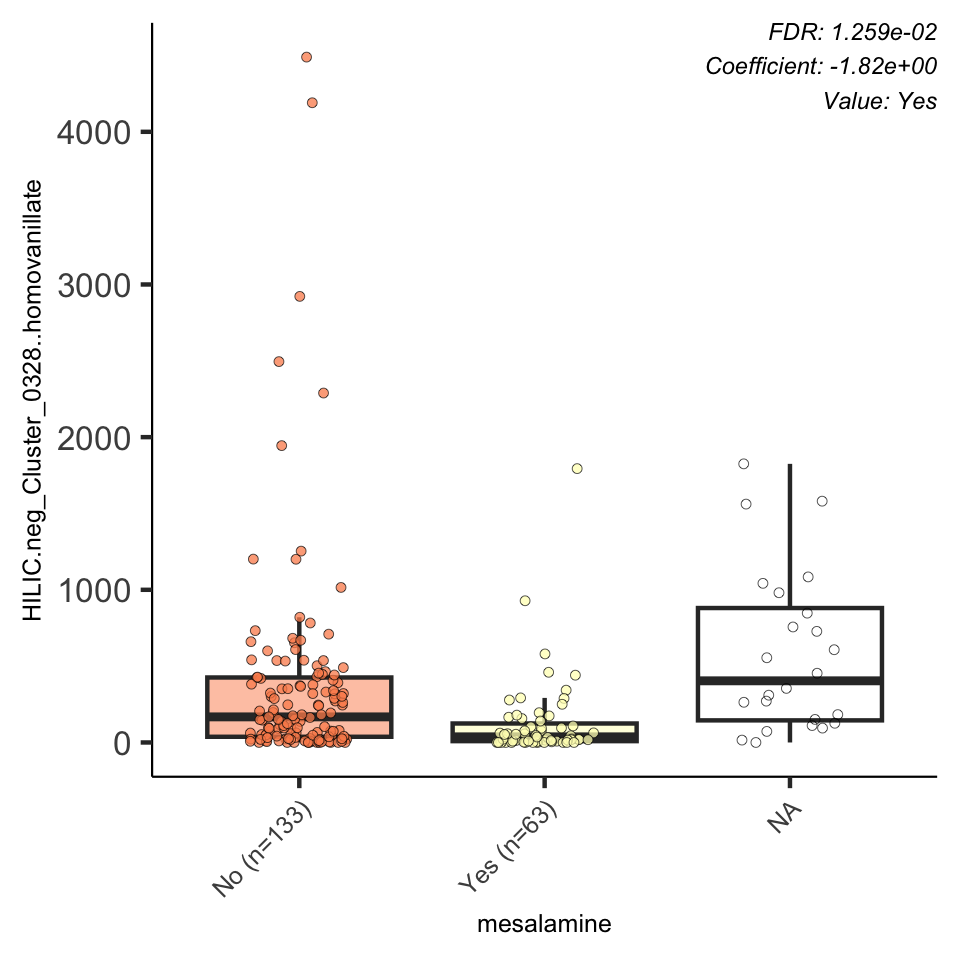 FDR: 1.259e-02
Coefficient: -1.82e+00
Value: Yes
HILIC.neg_Cluster_0328..homovanillate
4000
3000
2000
1000
0
No (n=133)
Yes (n=63)
NA
mesalamine